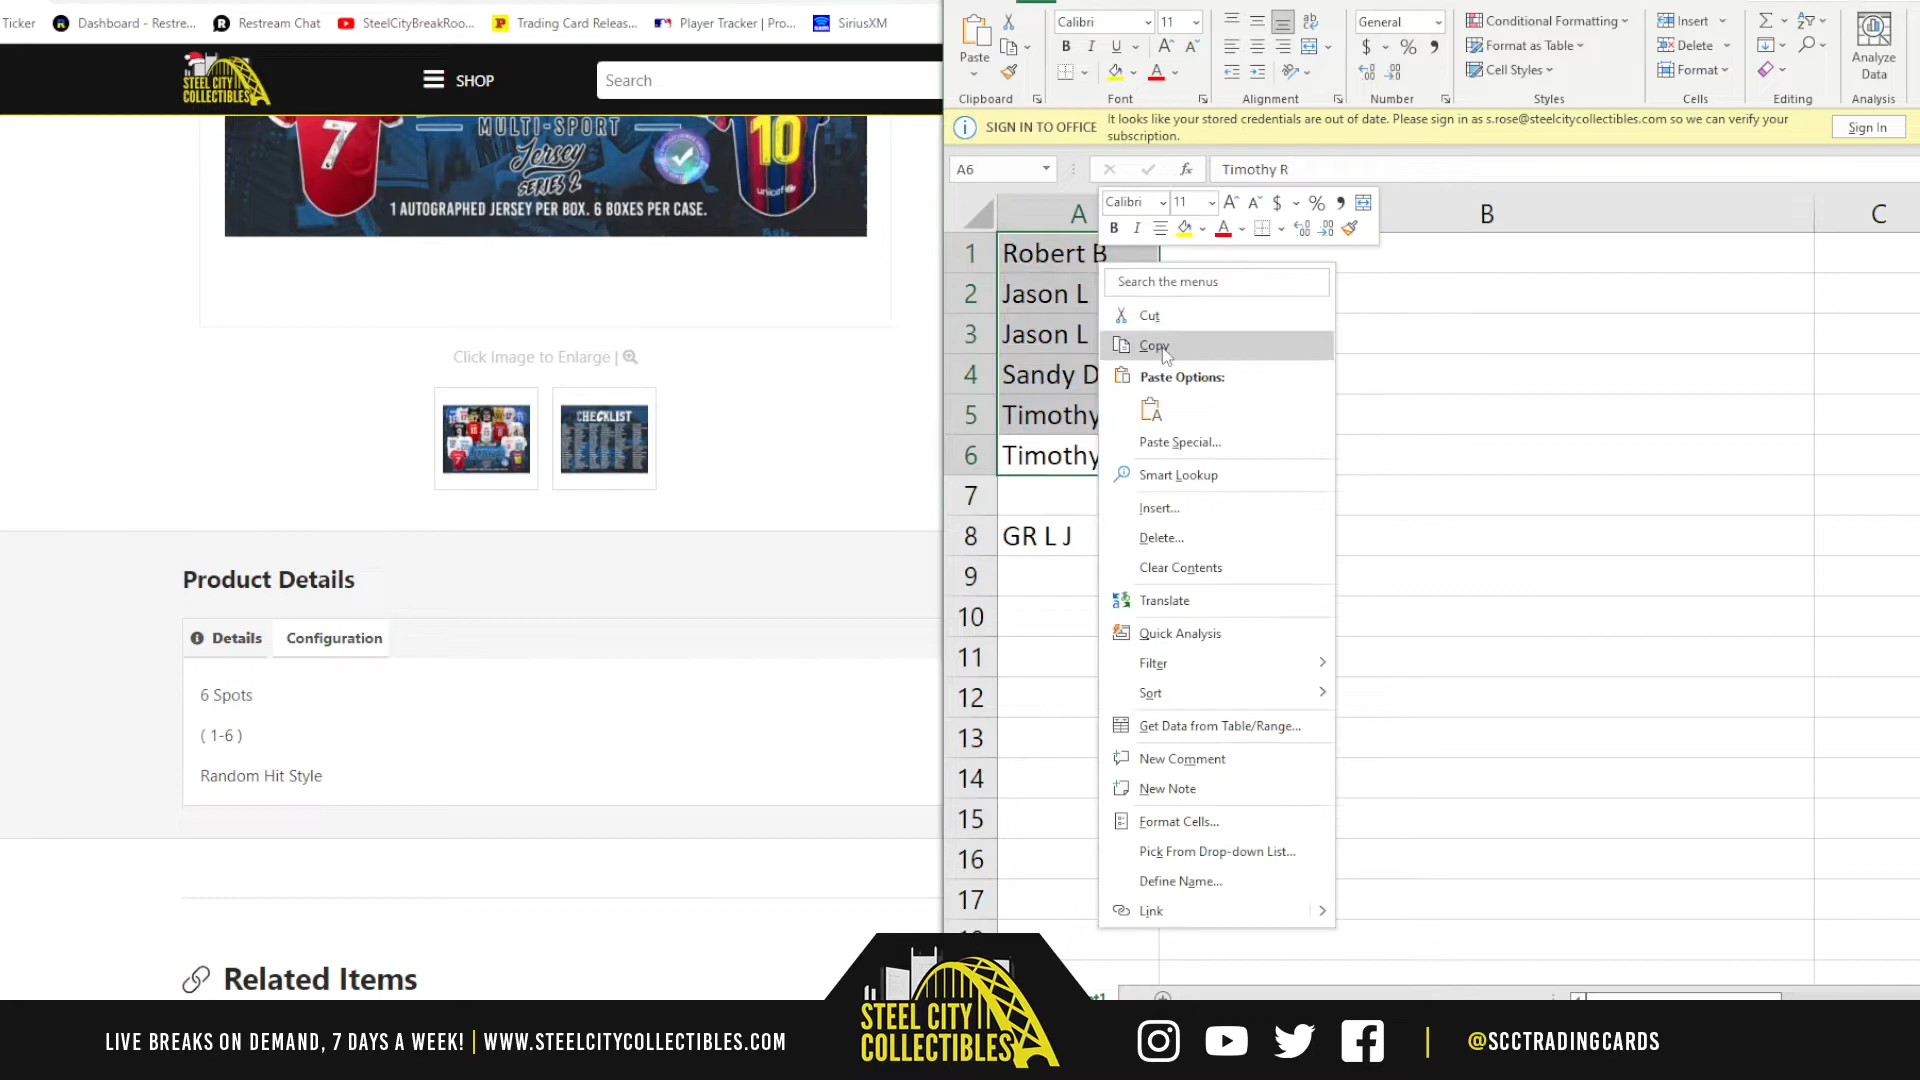 Ticker
Dashboard - Restre...
Restream Chat
SteelCityBreakRoo...
Trading Card Releas...
Player Tracker | Pro...
SiriusXM
STEEL CITY
COLLECTIBLES
SHOP
Search
7
MULTI-SPORT
Jersey
SERIES 2
10
unicef
1 AUTOGRAPHED JERSEY PER BOX. 6 BOXES PER CASE.
Click Image to Enlarge |
CHECKLIST
Product Details
Details
Configuration
6 Spots
( 1-6 )
Random Hit Style
Related Items
Paste
Clipboard
Calibri
11
B I U
Font
Alignment
General
$ % ,
Number
Conditional Formatting
Format as Table
Cell Styles
Styles
Insert
Delete
Format
Cells
Editing
Analyze
Data
Analysis
SIGN IN TO OFFICE
It looks like your stored credentials are out of date. Please sign in as s.rose@steelcitycollectibles.com so we can verify your
subscription.
Sign In
A6
fx
Timothy R
Calibri
11
$ % ,
B I
A
B
C
1 Robert B
2 Jason L
3 Jason L
4 Sandy D
5 Timothy
6 Timothy
7
8 GR L J
9
10
11
12
13
14
15
16
17
Search the menus
Cut
Copy
Paste Options:
Paste Special...
Smart Lookup
Insert...
Delete...
Clear Contents
Translate
Quick Analysis
Filter
Sort
Get Data from Table/Range...
New Comment
New Note
Format Cells...
Pick From Drop-down List...
Define Name...
Link
LIVE BREAKS ON DEMAND, 7 DAYS A WEEK! | WWW.STEELCITYCOLLECTIBLES.COM
STEEL CITY
COLLECTIBLES
@SCCTRADINGCARDS